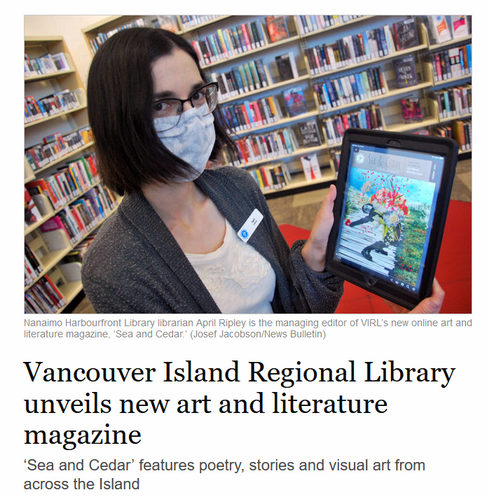 Nanaimo Harbourfront Library librarian April Ripley is the managing editor of VIRL's new online art and
literature magazine, 'Sea and Cedar.' (Josef Jacobson/News Bulletin)
Vancouver Island Regional Library
unveils new art and literature
magazine
‘Sea and Cedar’ features poetry, stories and visual art from
across the Island